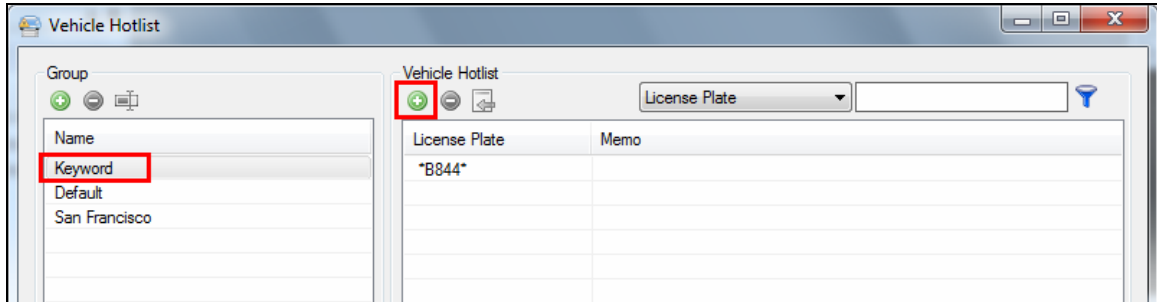 Vehicle Hotlist
Group
Vehicle Hotlist
License Plate
Name
License Plate Memo
Keyword
*B844*
Default
San Francisco